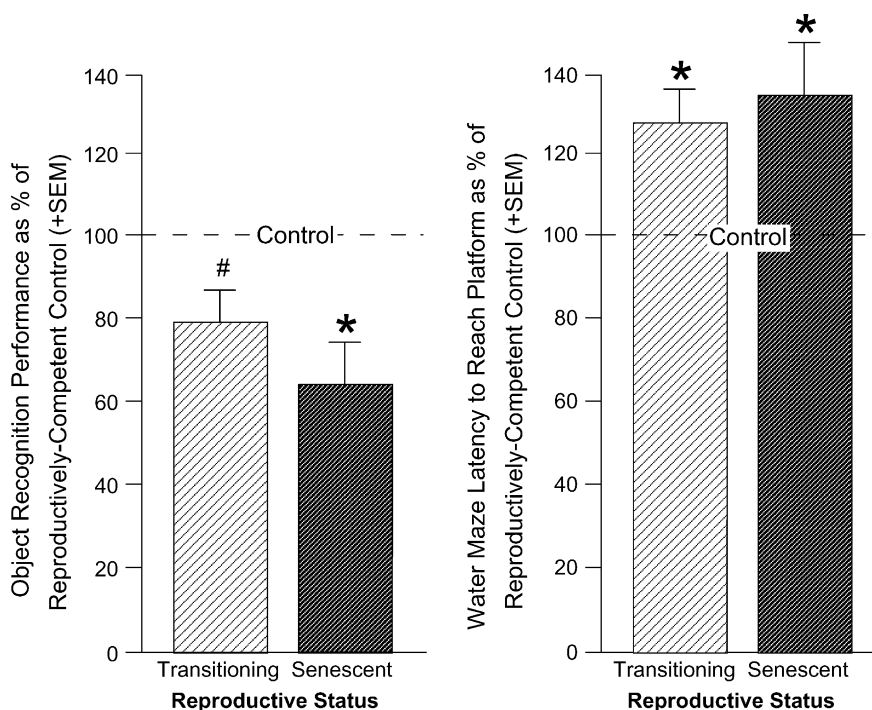 Object Recognition Performance as % of
Reproductively-Competent Control (+SEM)
140
120
100
80
60
40
20
0
Control
#
*
Transitioning Senescent
Reproductive Status
Water Maze Latency to Reach Platform as % of
Reproductively-Competent Control (+SEM)
140
120
100
80
60
40
20
0
*
*
Control
Transitioning Senescent
Reproductive Status